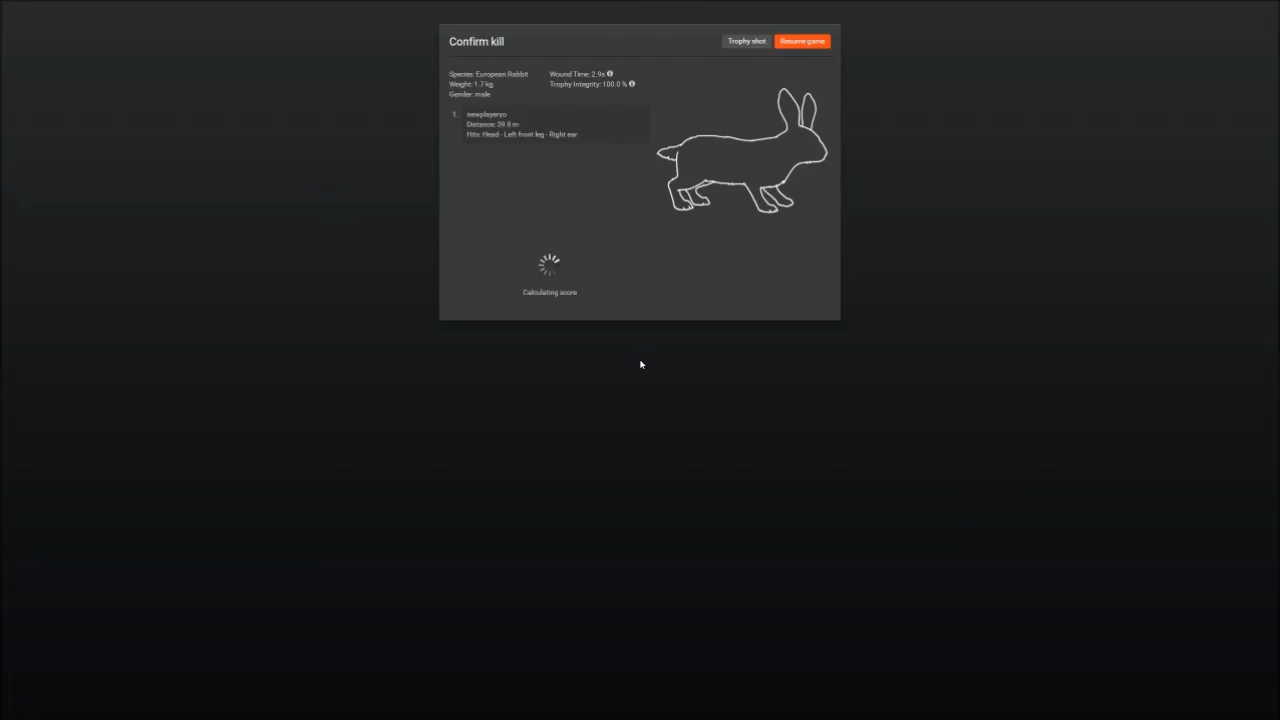 Confirm kill
Trophy shot
Resume game
Species: European Rabbit
Weight: 1.7 kg
Gender: male
Wound Time: 2.9s
Trophy Integrity: 100.0 %
1. newplayeryo
Distance: 39.8 m
Hits: Head - Left front leg - Right ear
Calculating score